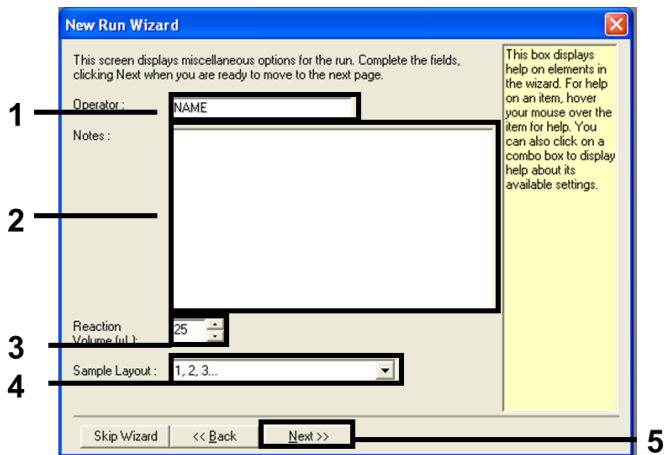 New Run Wizard
This screen displays miscellaneous options for the run. Complete the fields,
clicking Next when you are ready to move to the next page.
This box displays
help on elements in
the wizard. For help
on an item, hover
your mouse over the
item for help. You
can also click on a
combo box to display
help about its
available settings.
1
Operator :
NAME
Notes :
2
3
Reaction
Volume (µL):
25
4
Sample Layout :
1, 2, 3...
Skip Wizard
<< Back
Next >>
5